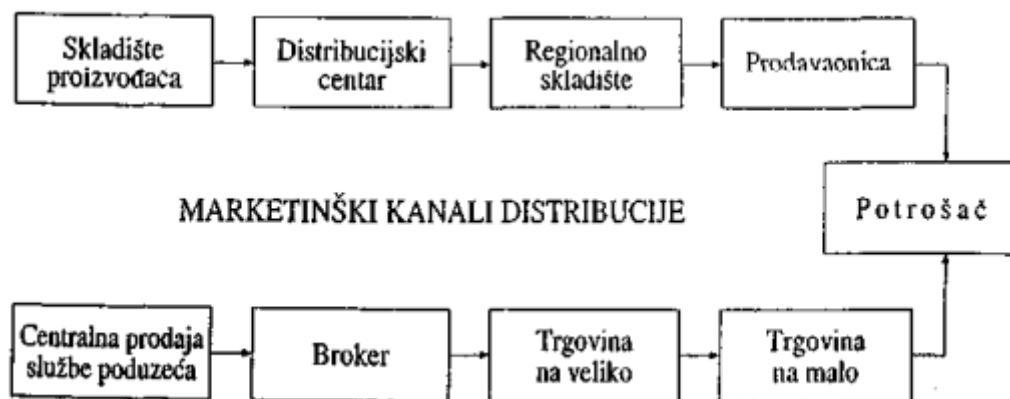 Skladište
proizvođača
Distribucijski
centar
Regionalno
skladište
Prodavaonica
MARKETINŠKI KANALI DISTRIBUCIJE
Potrošač
Centralna prodaja
službe poduzeća
Broker
Trgovina
na veliko
Trgovina
na malo